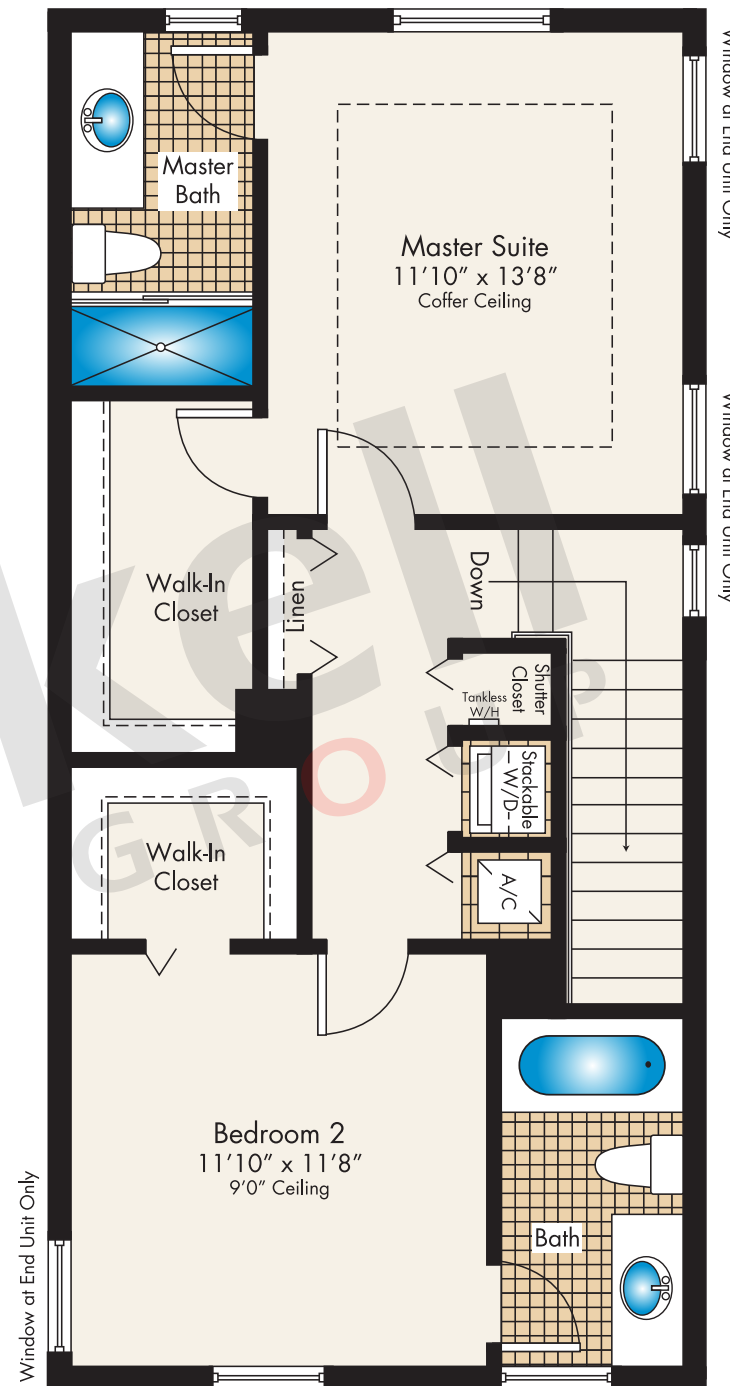 Window at End Unit Only
Master
Bath
Master Suite
11'10" x 13'8"
Coffer Ceiling
Window at End Unit Only
Walk-In
Closet
Linen
Down
Shutter
Closet
Tankless
W/H
Stackable
W/D
A/C
Walk-In
Closet
kell
GROUP
Bedroom 2
11'10" x 11'8"
9'0" Ceiling
Bath
Window at End Unit Only